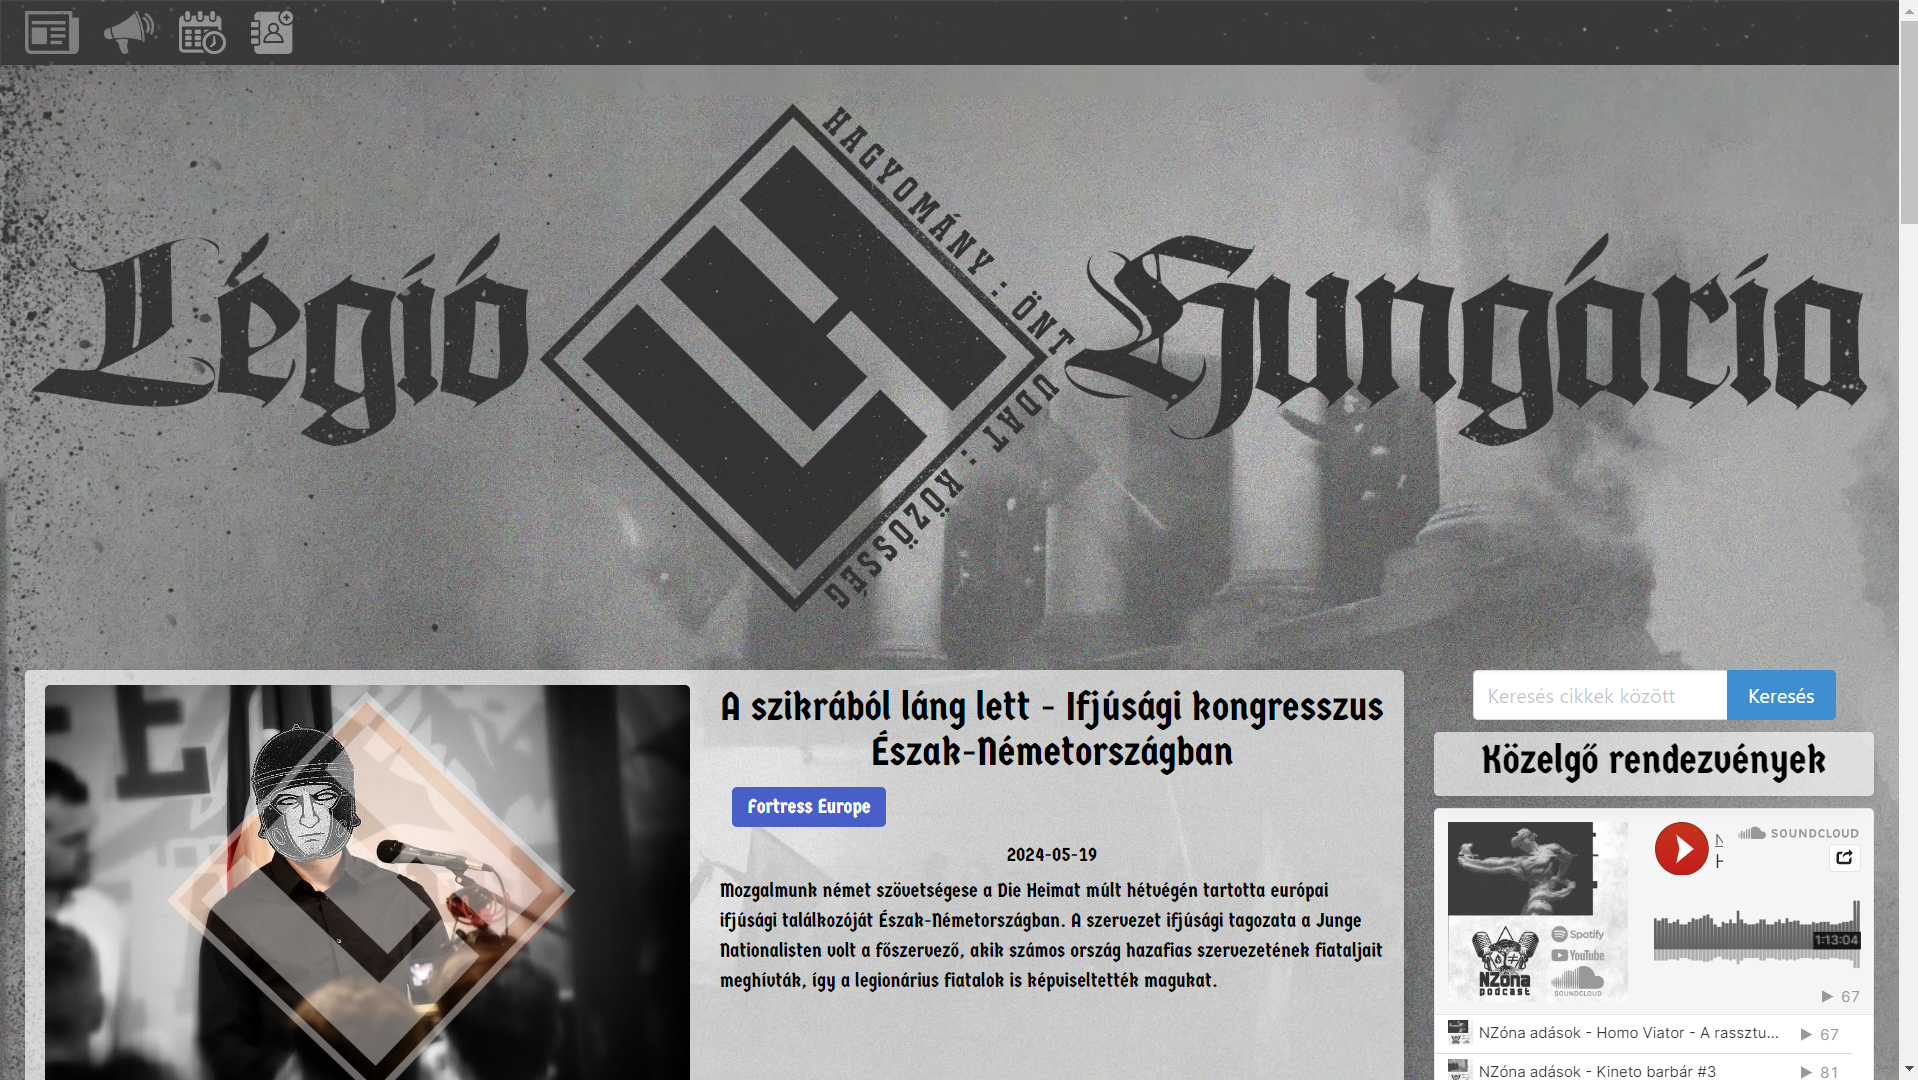 Légió
HAGYOMÁNY : ÖNTUDAT : KÖZÖSSÉG
Hungária
A szikrából láng lett - Ifjúsági kongresszus
Észak-Németországban
Fortress Europe
2024-05-19
Mozgalmunk német szövetségese a Die Heimat múlt hétvégén tartotta európai
ifjúsági találkozóját Észak-Németországban. A szervezet ifjúsági tagozata a Junge
Nationalisten volt a főszervező, akik számos ország hazafias szervezetének fiataljait
meghívták, így a legionárius fiatalok is képviseltették magukat.
Keresés cikkek között
Keresés
Közelgő rendezvények
N
H
SOUNDCLOUD
Spotify
YouTube
SOUNDCLOUD
NZóna
podcast
1:13:04
67
NZóna adások - Homo Viator - A rassztu...
67
NZóna adások - Kineto barbár #3
81